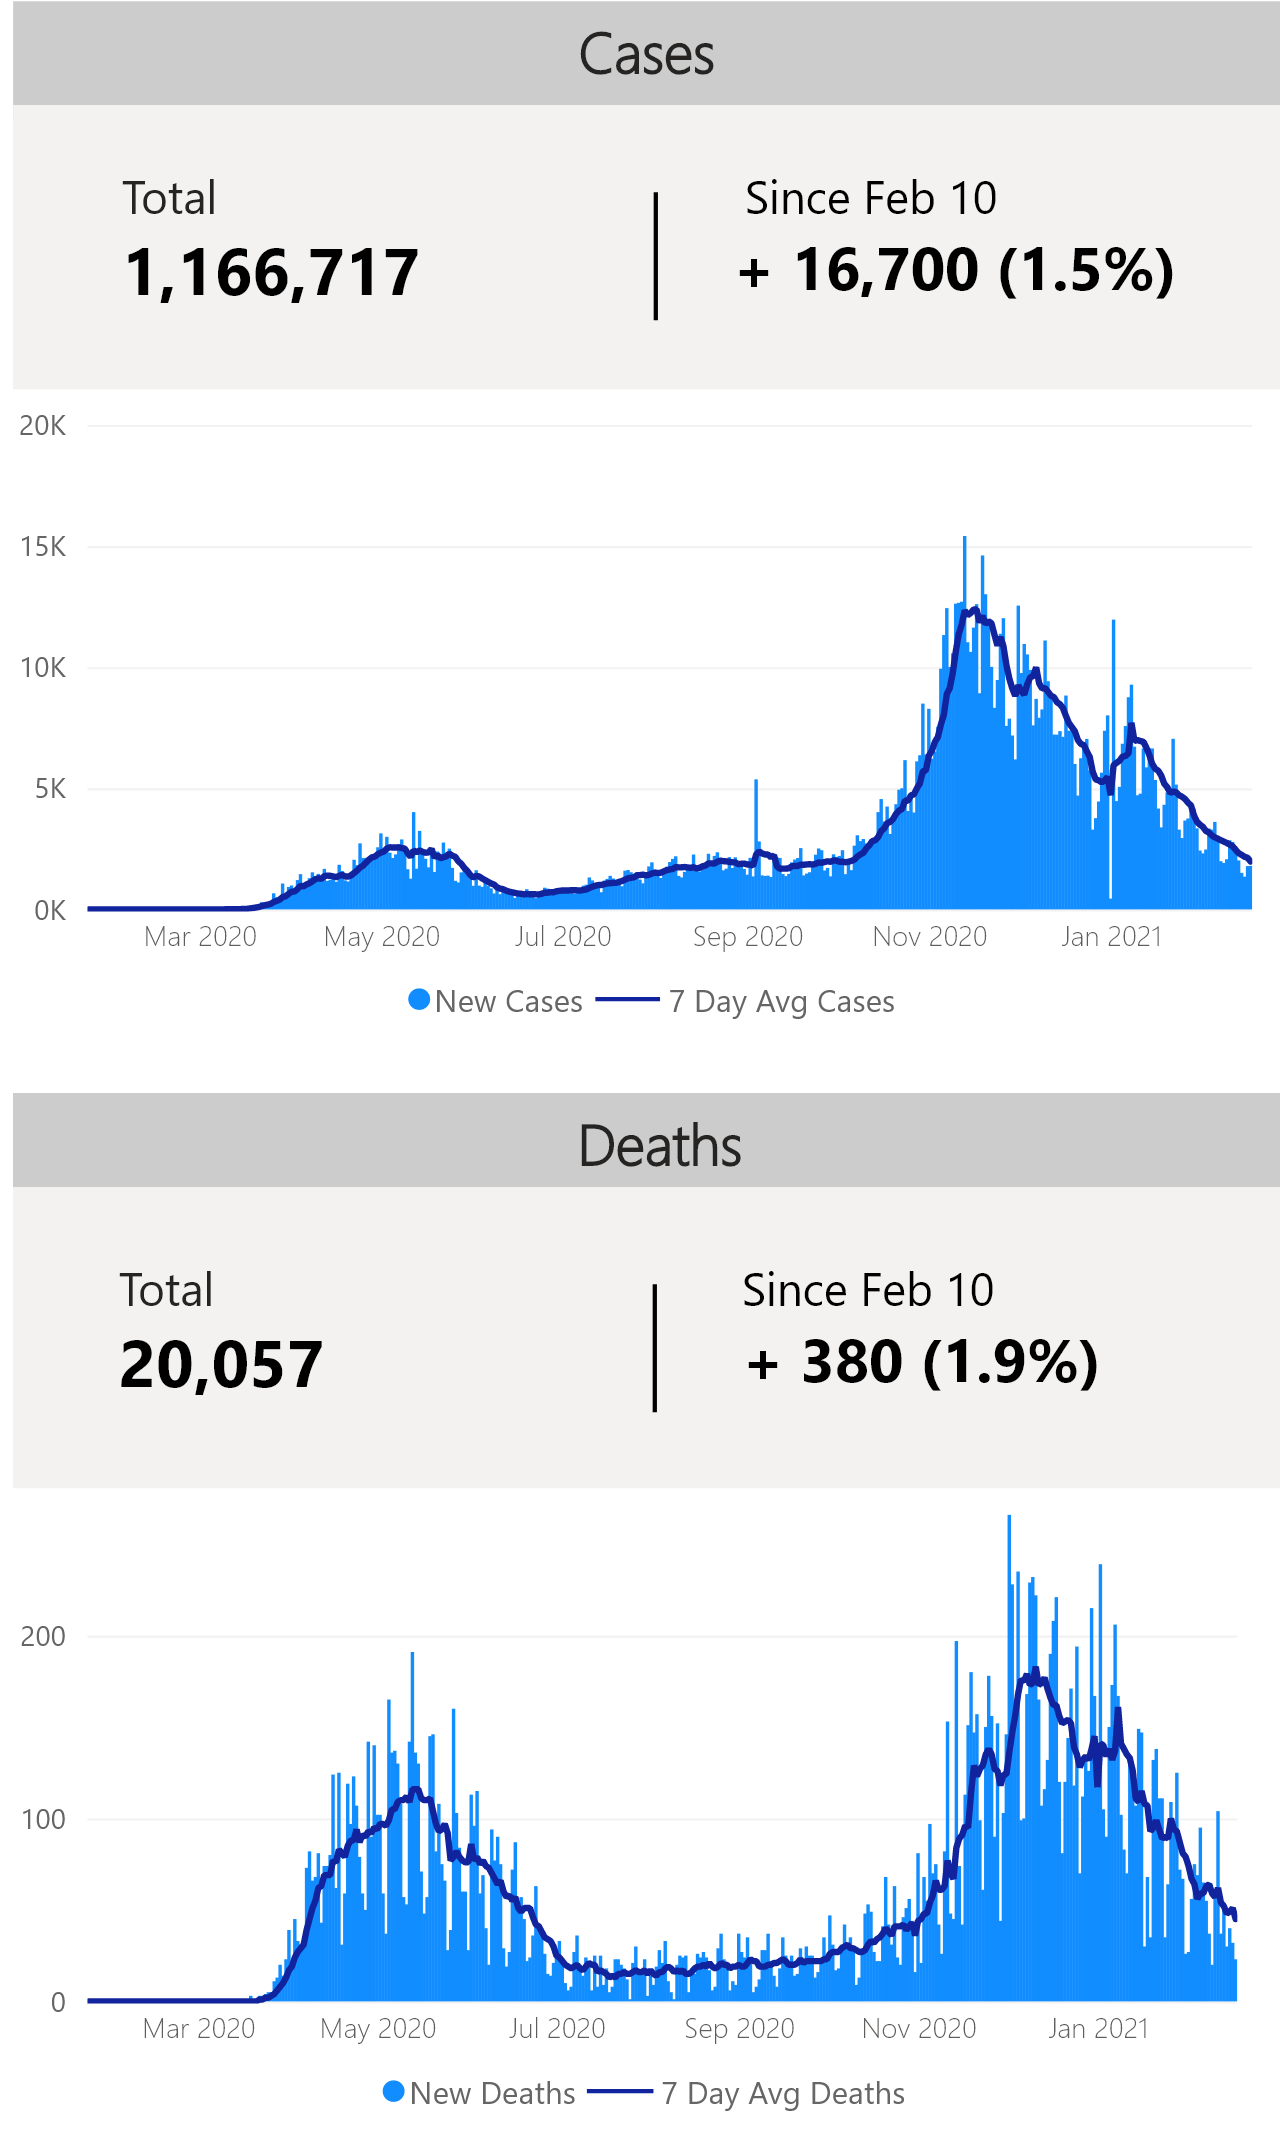 Cases
Total
Since Feb 10
1,166,717
+ 16,700 (1.5%)
20K
15K
10K
5K
0K
Mar 2020 May 2020 Jul 2020 Sep 2020 Nov 2020 Jan 2021
New Cases 7 Day Avg Cases
Deaths
Total
Since Feb 10
20,057
+ 380 (1.9%)
200
100
0
Mar 2020 May 2020 Jul 2020 Sep 2020 Nov 2020 Jan 2021
New Deaths 7 Day Avg Deaths